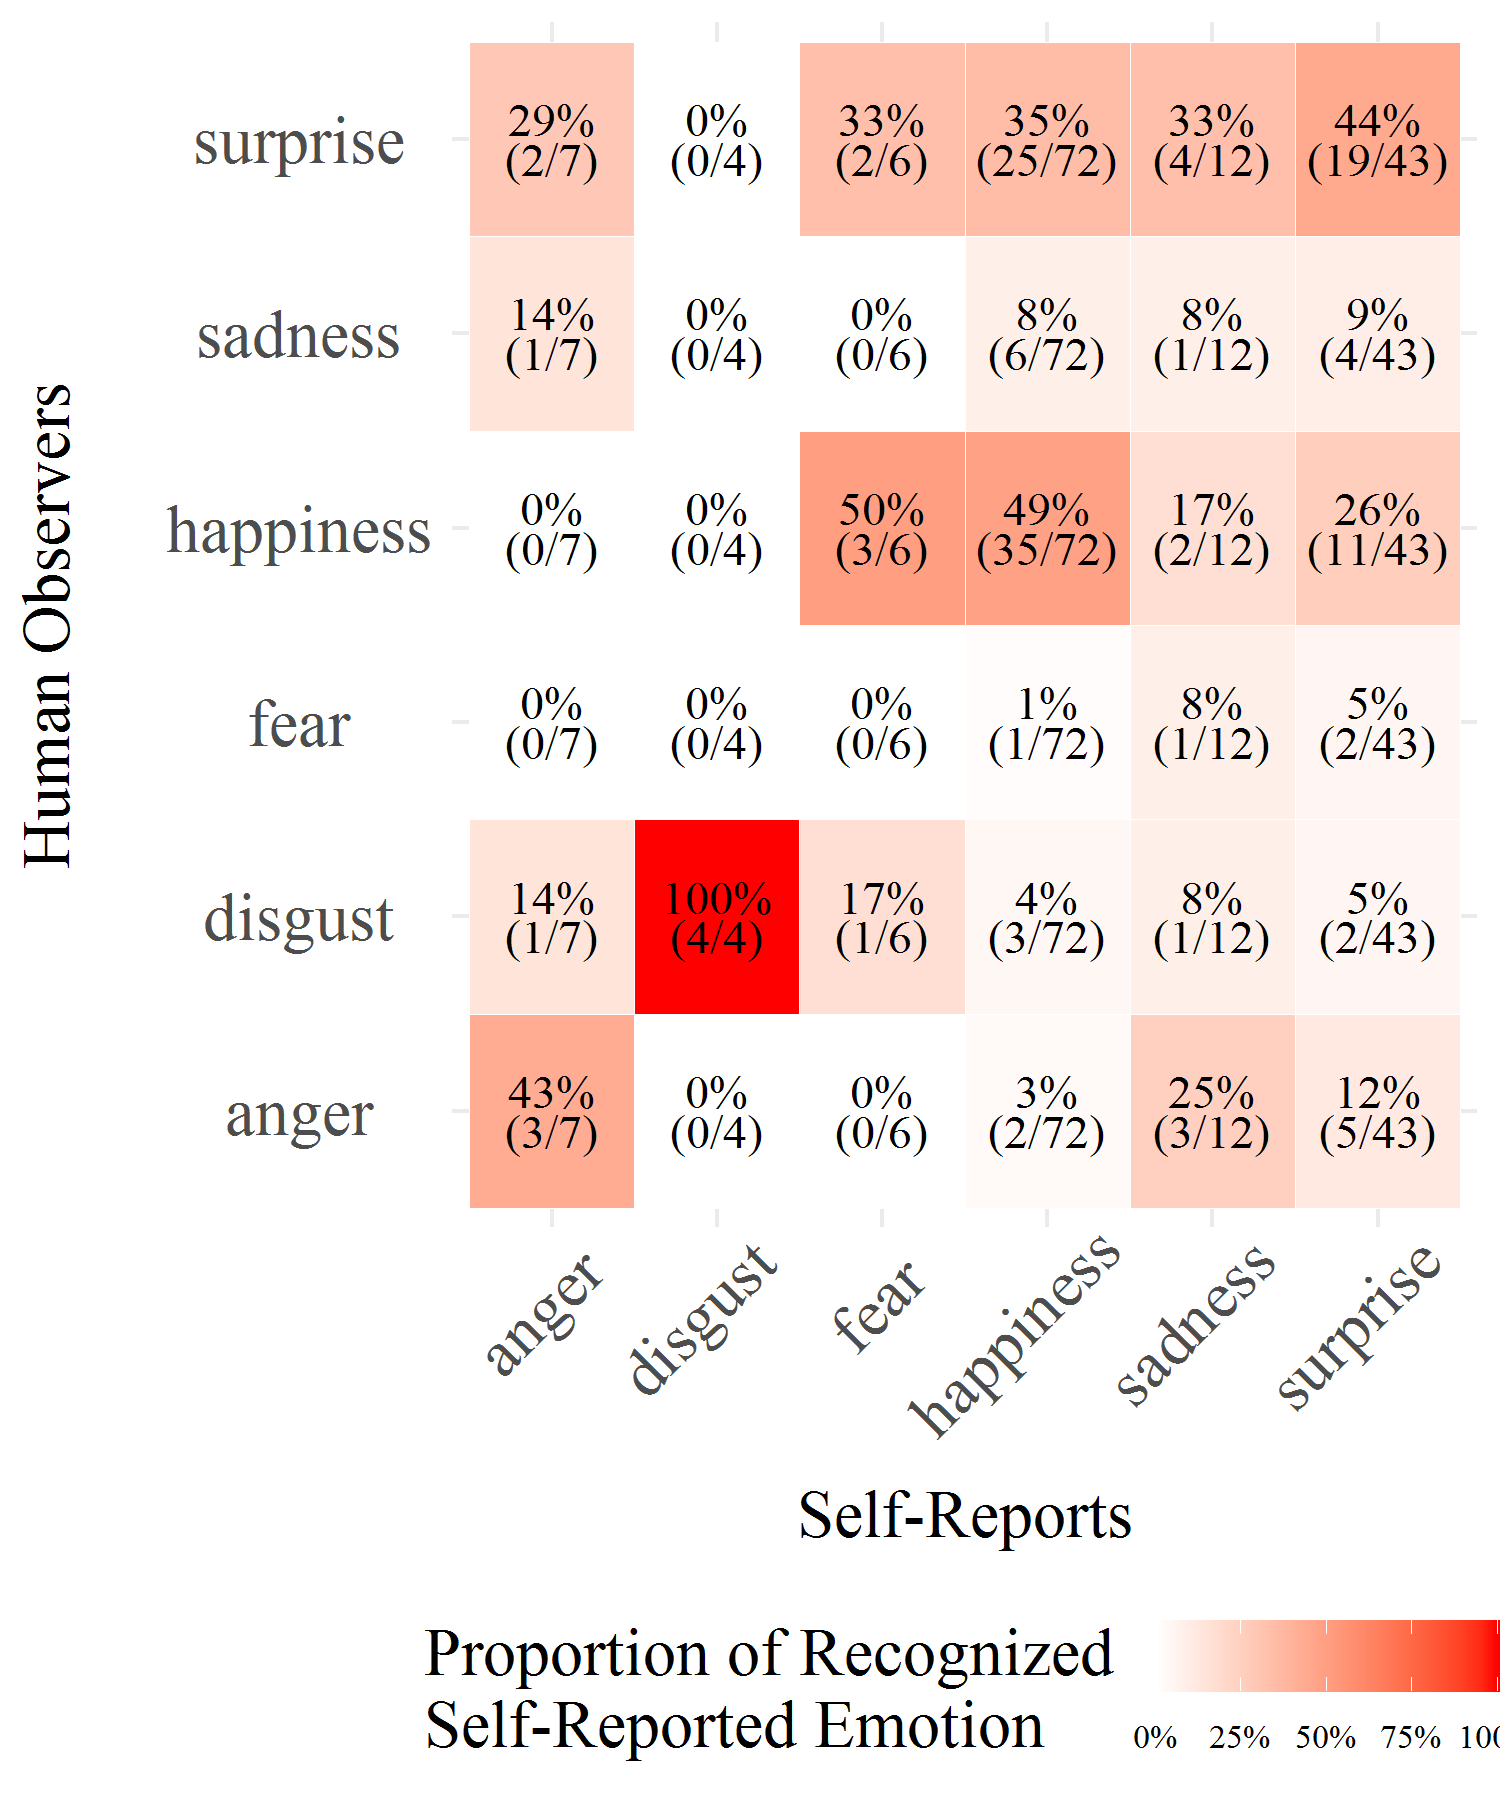 29% 0% 33% 35% 33% 44%
(2/7) (0/4) (2/6) (25/72) (4/12) (19/43)
surprise
14% 0% 0% 8% 8% 9%
(1/7) (0/4) (0/6) (6/72) (1/12) (4/43)
sadness
0% 0% 50% 49% 17% 26%
(0/7) (0/4) (3/6) (35/72) (2/12) (11/43)
happiness
0% 0% 0% 1% 8% 5%
(0/7) (0/4) (0/6) (1/72) (1/12) (2/43)
fear
14% 100% 17% 4% 8% 5%
(1/7) (4/4) (1/6) (3/72) (1/12) (2/43)
disgust
43% 0% 0% 3% 25% 12%
(3/7) (0/4) (0/6) (2/72) (3/12) (5/43)
anger
Human Observers
anger disgust fear happiness sadness surprise
Self-Reports
Proportion of Recognized
Self-Reported Emotion
0% 25% 50% 75% 100